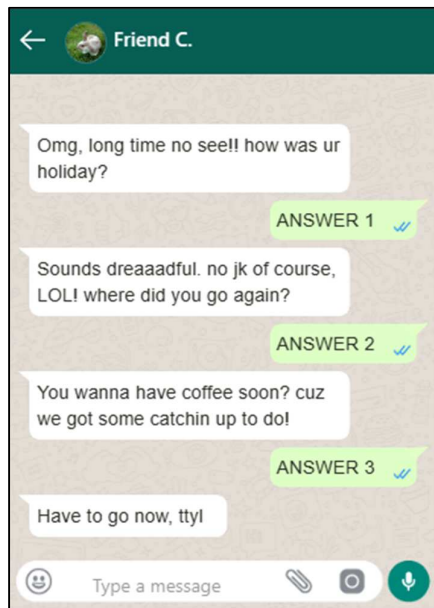 Friend C.
Omg, long time no see!! how was ur
holiday?
ANSWER 1
Sounds dreaaadful. no jk of course,
LOL! where did you go again?
ANSWER 2
You wanna have coffee soon? cuz
we got some catchin up to do!
ANSWER 3
Have to go now, ttyl
Type a message